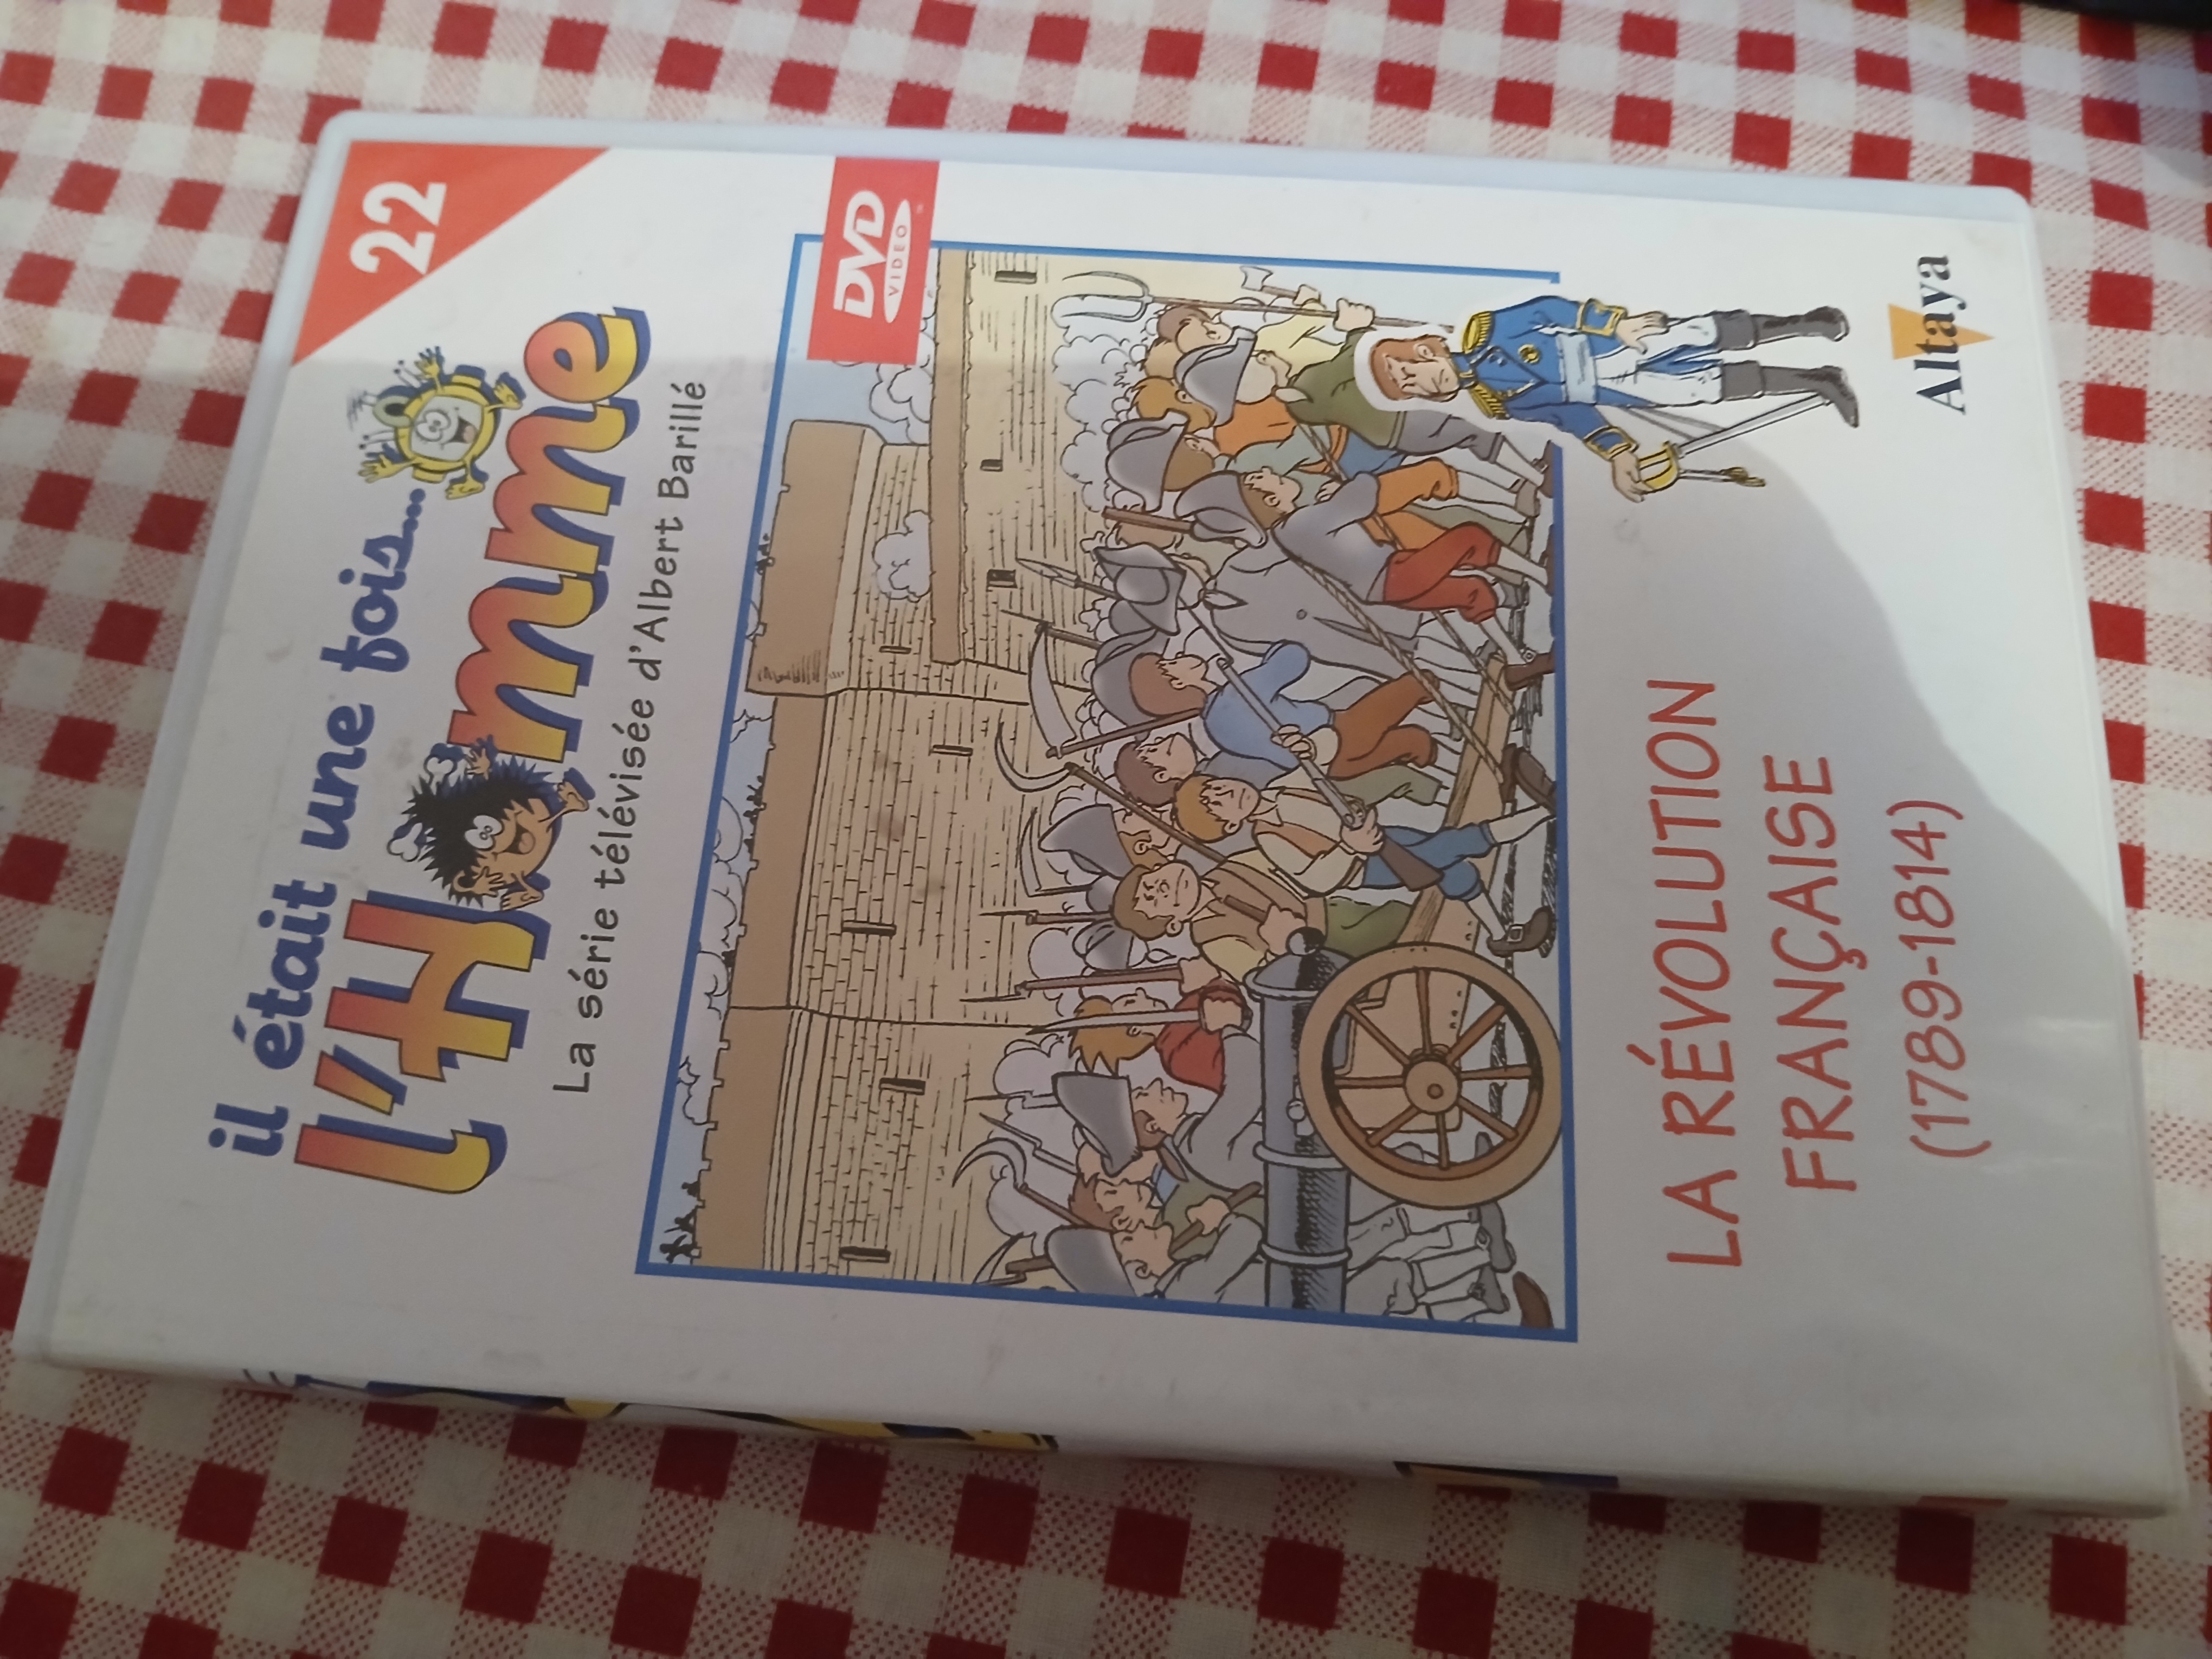 22
il était une fois...
l'Homme
La série télévisée d'Albert Barillé
DVD
VIDEO
LA RÉVOLUTION
FRANÇAISE
(1789-1814)
Altaya